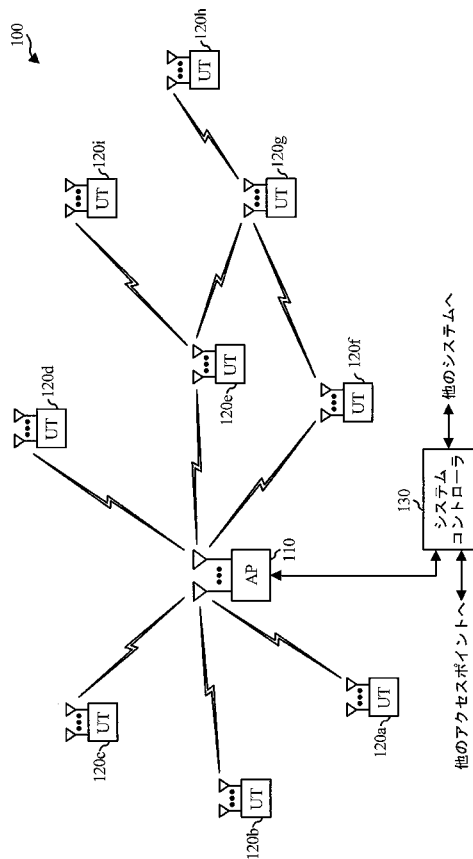 100
UT
120h
UT
120i
UT
120g
UT
120d
UT
120e
UT
120f
AP
110
UT
120c
UT
120b
UT
120a
130
システム
コントローラ
他のシステムへ
他のアクセスポイントへ